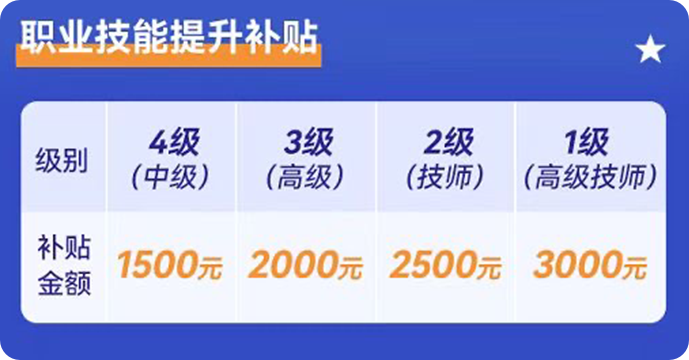 职业技能提升补贴
级别 4级 3级 2级 1级
(中级) (高级) (技师) (高级技师)
补贴
金额 1500元 2000元 2500元 3000元